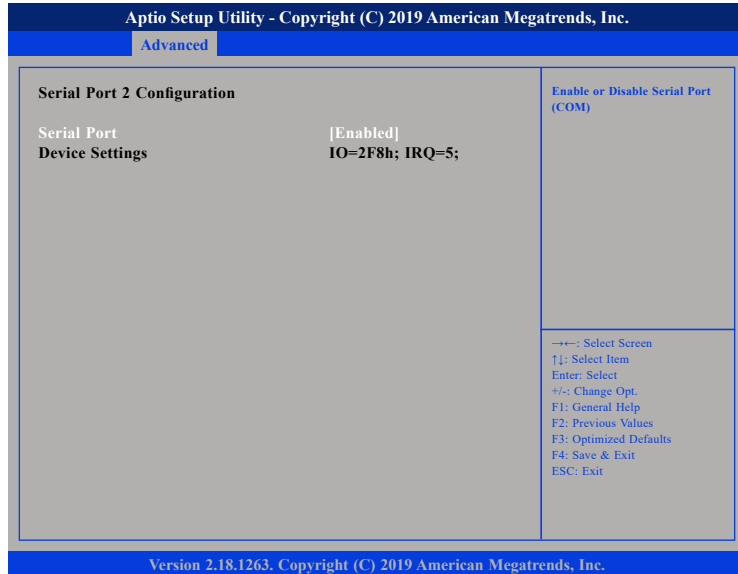 Aptio Setup Utility - Copyright (C) 2019 American Megatrends, Inc.
Advanced
Serial Port 2 Configuration
Serial Port [Enabled]
Device Settings IO=2F8h; IRQ=5;
Enable or Disable Serial Port
(COM)
→←: Select Screen
↑↓: Select Item
Enter: Select
+/-: Change Opt.
F1: General Help
F2: Previous Values
F3: Optimized Defaults
F4: Save & Exit
ESC: Exit
Version 2.18.1263. Copyright (C) 2019 American Megatrends, Inc.